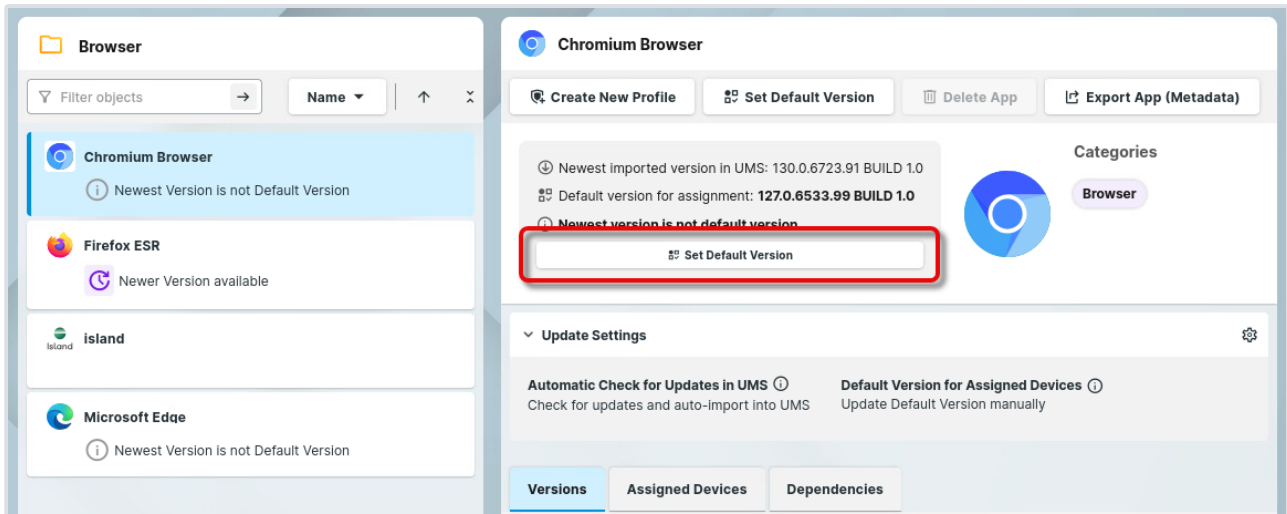 Browser
Filter objects
Name
Chromium Browser
Newest Version is not Default Version
Firefox ESR
Newer Version available
Island
island
Microsoft Edge
Newest Version is not Default Version
Chromium Browser
Create New Profile
Set Default Version
Delete App
Export App (Metadata)
Newest imported version in UMS: 130.0.6723.91 BUILD 1.0
Default version for assignment: 127.0.6533.99 BUILD 1.0
Newest version is not default version
Set Default Version
Categories
Browser
Update Settings
Automatic Check for Updates in UMS
Check for updates and auto-import into UMS
Default Version for Assigned Devices
Update Default Version manually
Versions
Assigned Devices
Dependencies